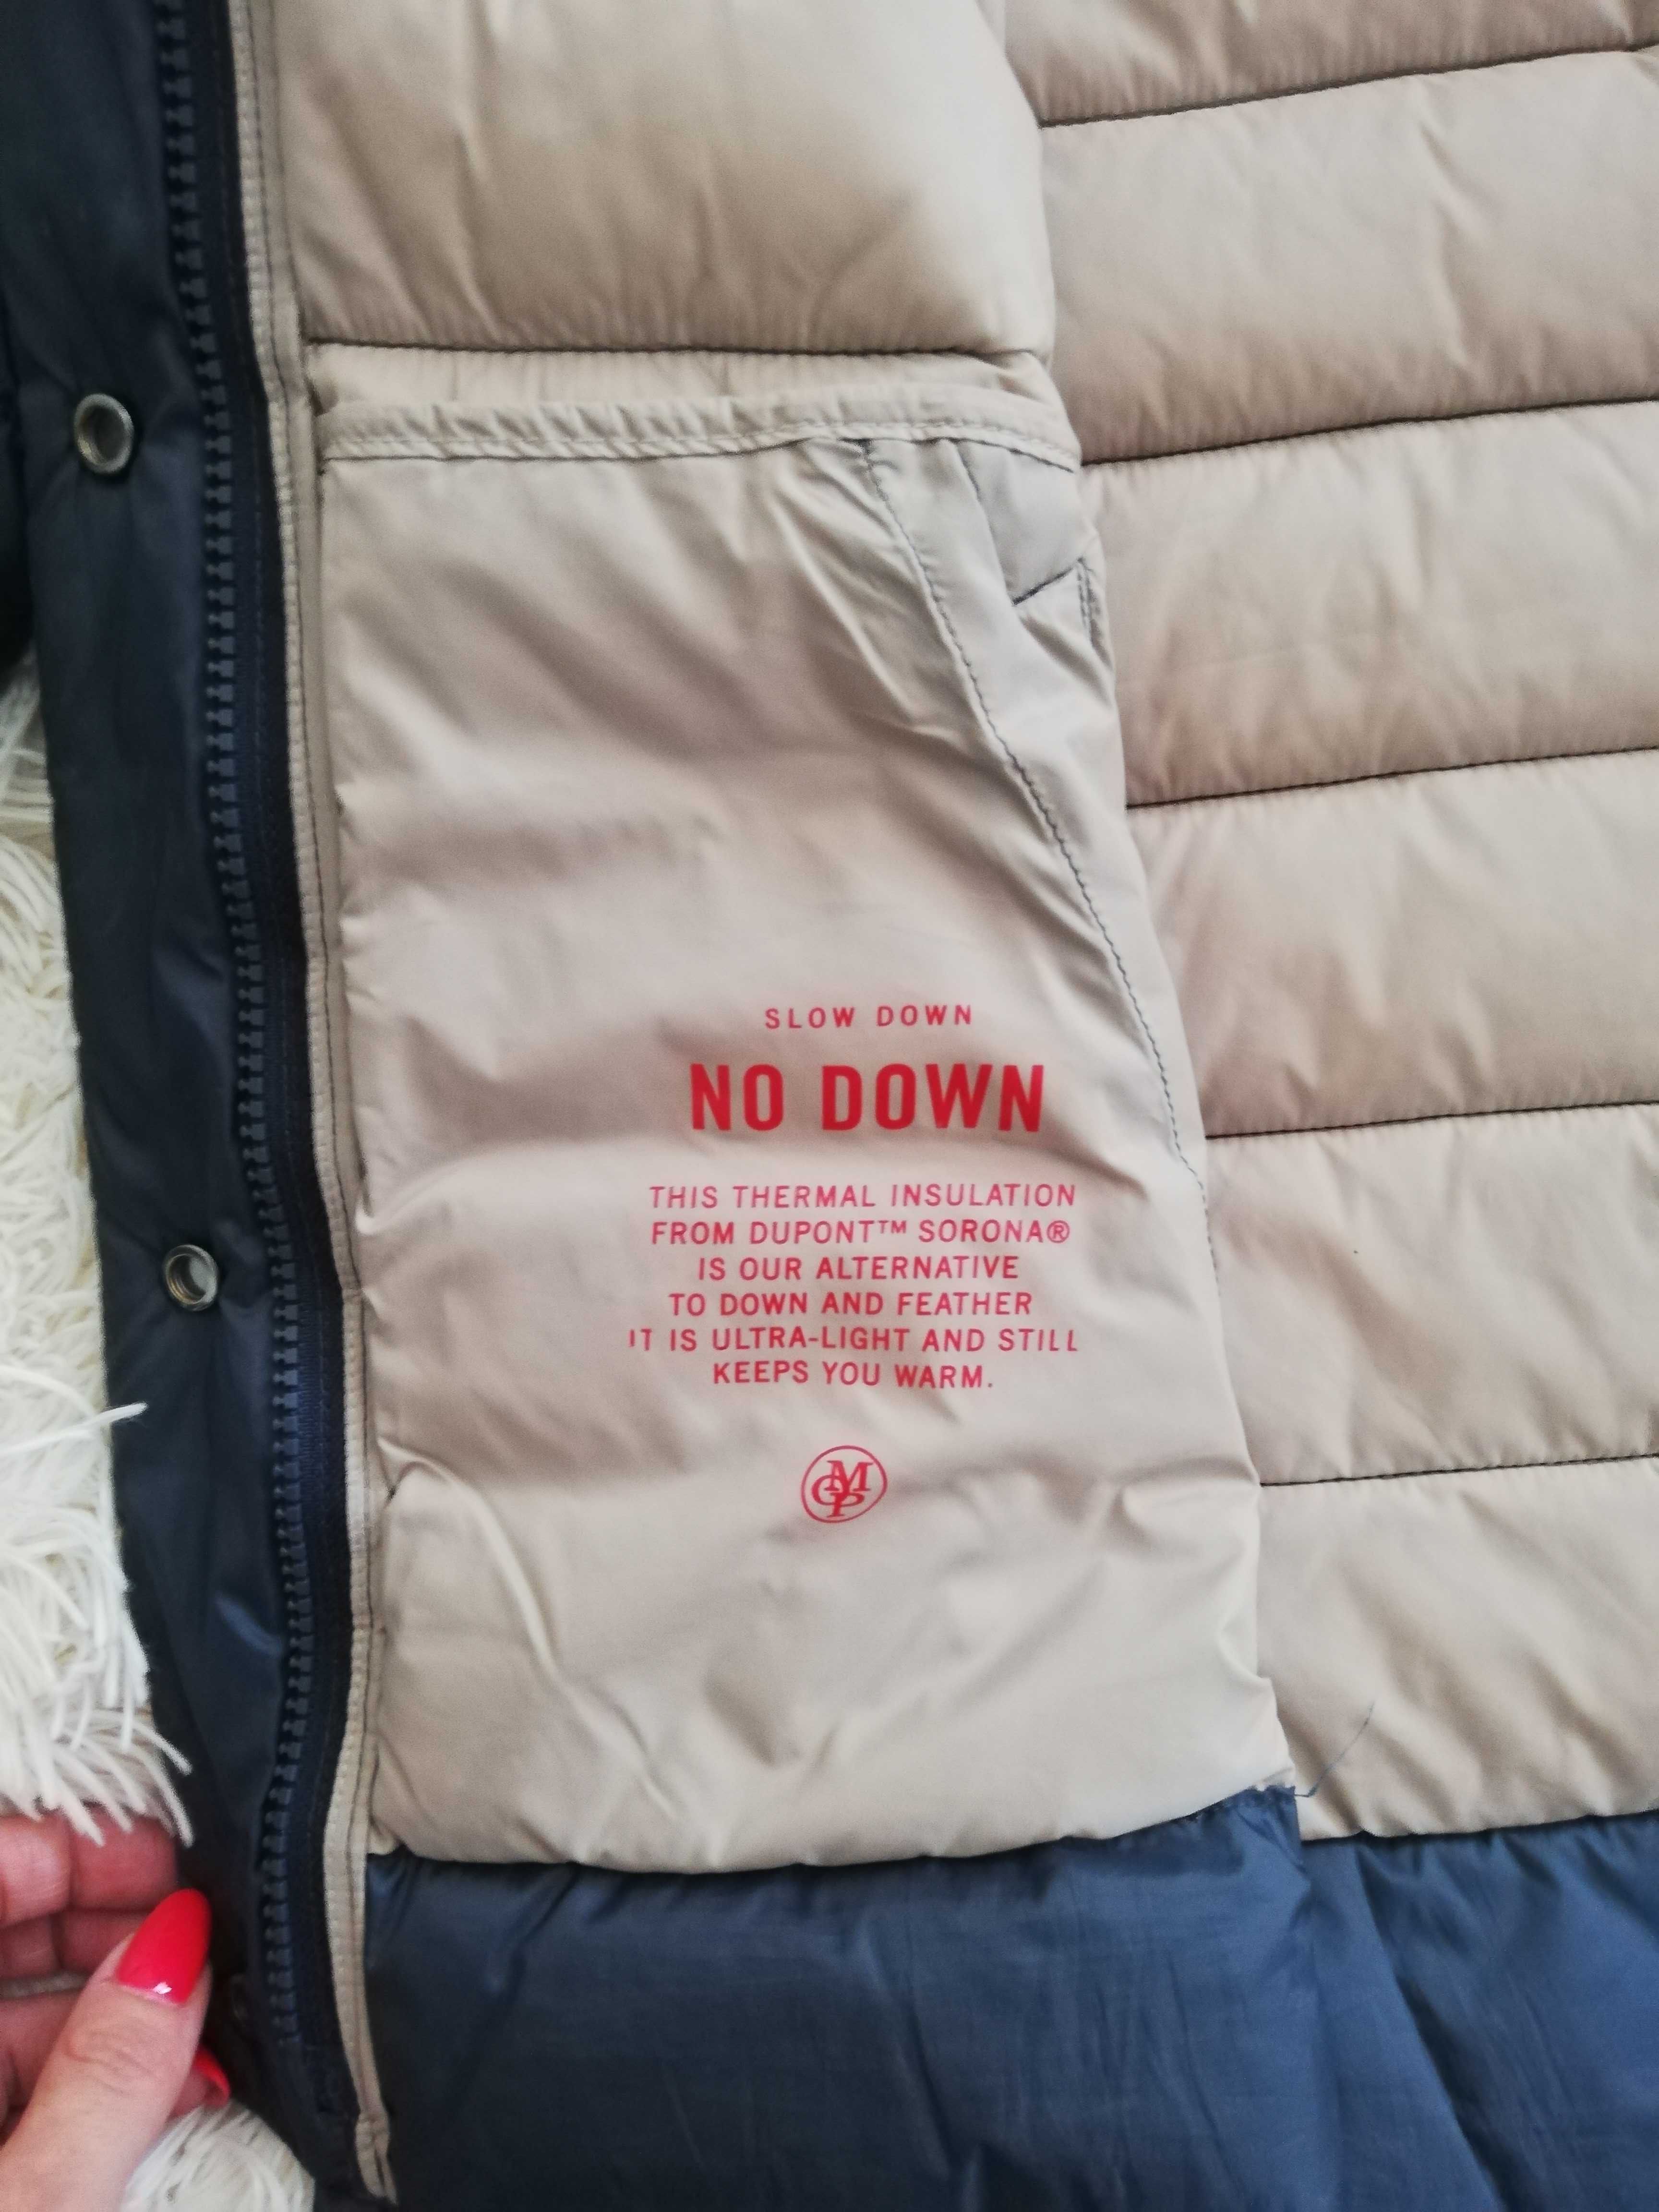 SLOW DOWN
NO DOWN
THIS THERMAL INSULATION
FROM DUPONT™ SORONA®
IS OUR ALTERNATIVE
TO DOWN AND FEATHER
IT IS ULTRA-LIGHT AND STILL
KEEPS YOU WARM.
MOP